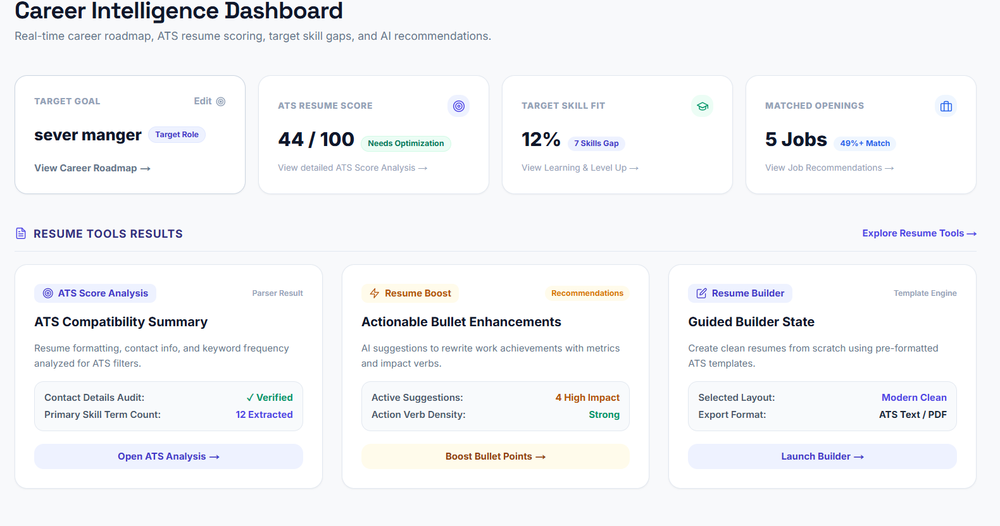 Career Intelligence Dashboard
Real-time career roadmap, ATS resume scoring, target skill gaps, and AI recommendations.
TARGET GOAL
Edit
sever manger
Target Role
View Career Roadmap →
ATS RESUME SCORE
44 / 100
Needs Optimization
View detailed ATS Score Analysis →
TARGET SKILL FIT
12%
7 Skills Gap
View Learning & Level Up →
MATCHED OPENINGS
5 Jobs
49%+ Match
View Job Recommendations →
RESUME TOOLS RESULTS
Explore Resume Tools →
ATS Score Analysis
Parser Result
ATS Compatibility Summary
Resume formatting, contact info, and keyword frequency
analyzed for ATS filters.
Contact Details Audit: ✓ Verified
Primary Skill Term Count: 12 Extracted
Open ATS Analysis →
Resume Boost
Recommendations
Actionable Bullet Enhancements
AI suggestions to rewrite work achievements with metrics
and impact verbs.
Active Suggestions: 4 High Impact
Action Verb Density: Strong
Boost Bullet Points →
Resume Builder
Template Engine
Guided Builder State
Create clean resumes from scratch using pre-formatted
ATS templates.
Selected Layout: Modern Clean
Export Format: ATS Text / PDF
Launch Builder →